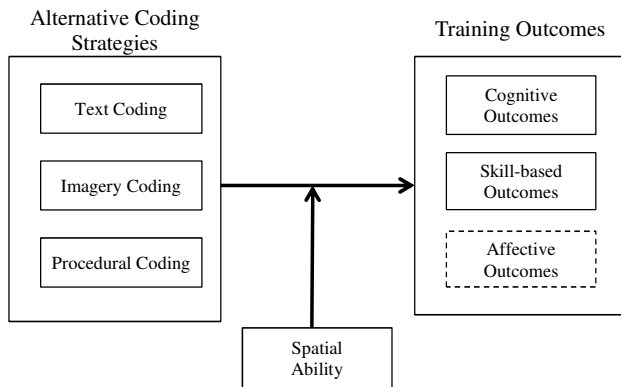 Alternative Coding
Strategies
Text Coding
Imagery Coding
Procedural Coding
Training Outcomes
Cognitive
Outcomes
Skill-based
Outcomes
Affective
Outcomes
Spatial
Ability